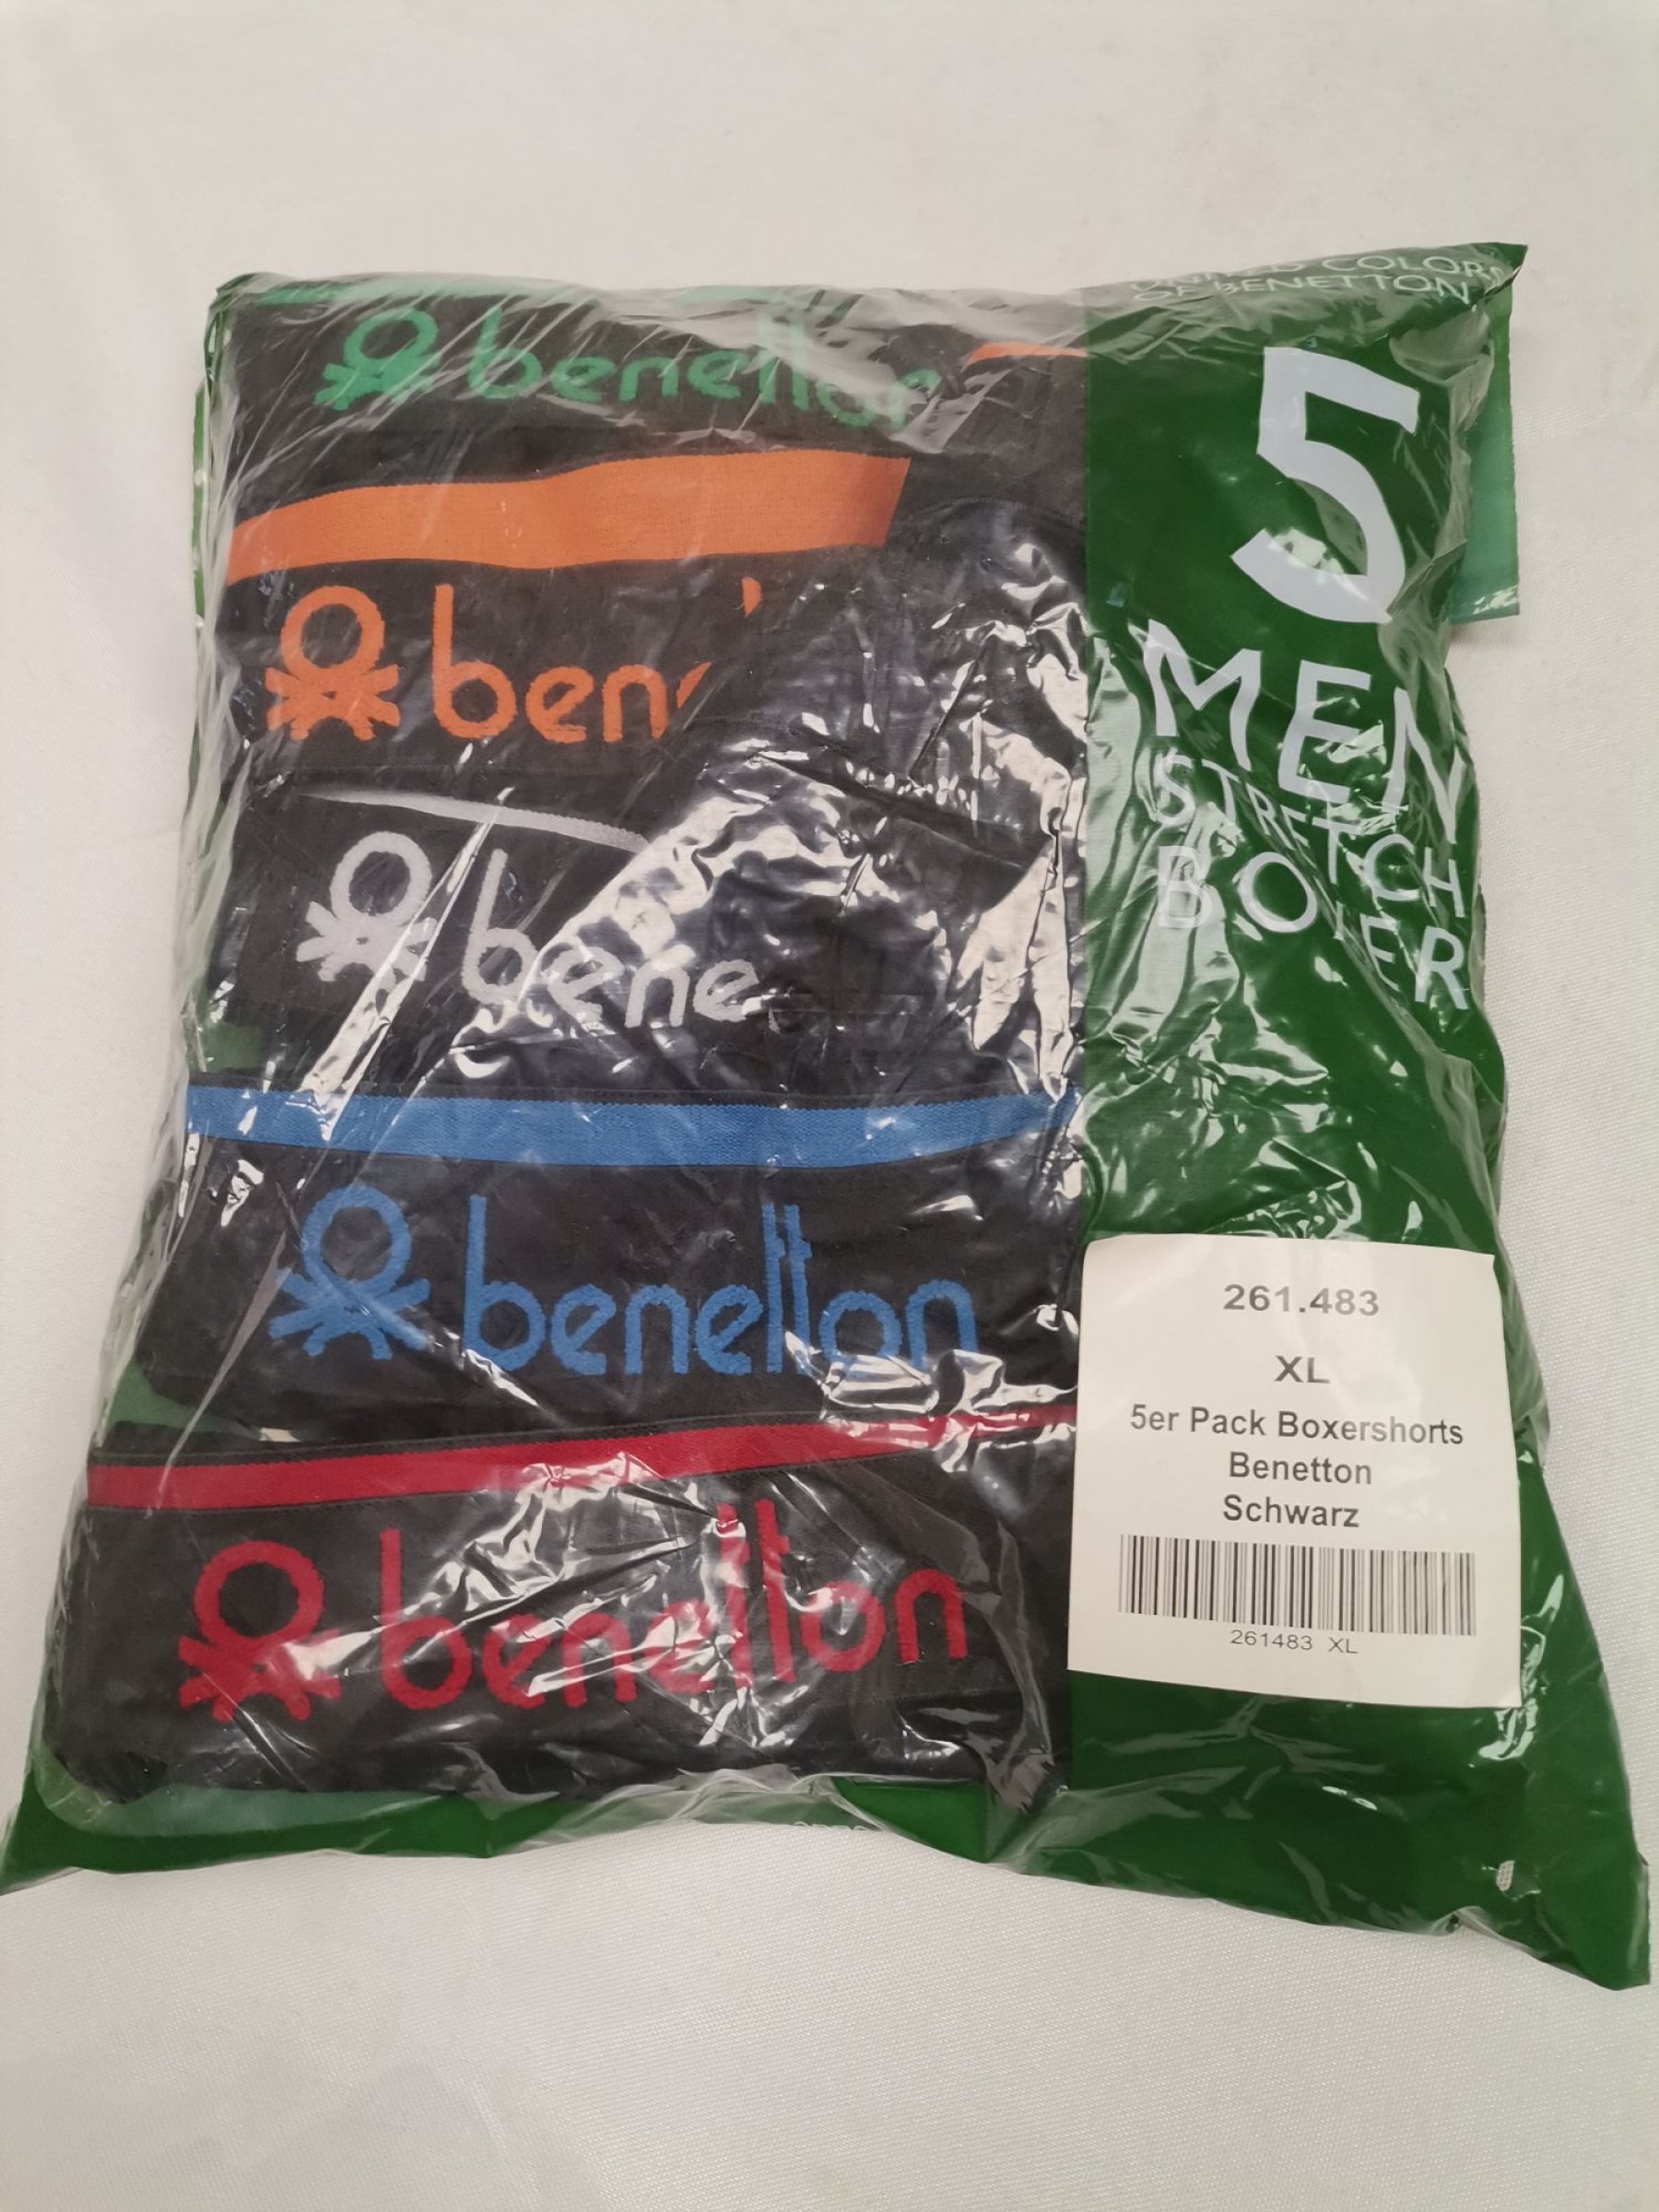 UNITED COLORS
OF BENETTON
5
MEN
STRETCH
BOXER
benetton
bene
bene
benetton
benetton
261.483
XL
5er Pack Boxershorts
Benetton
Schwarz
261483 XL